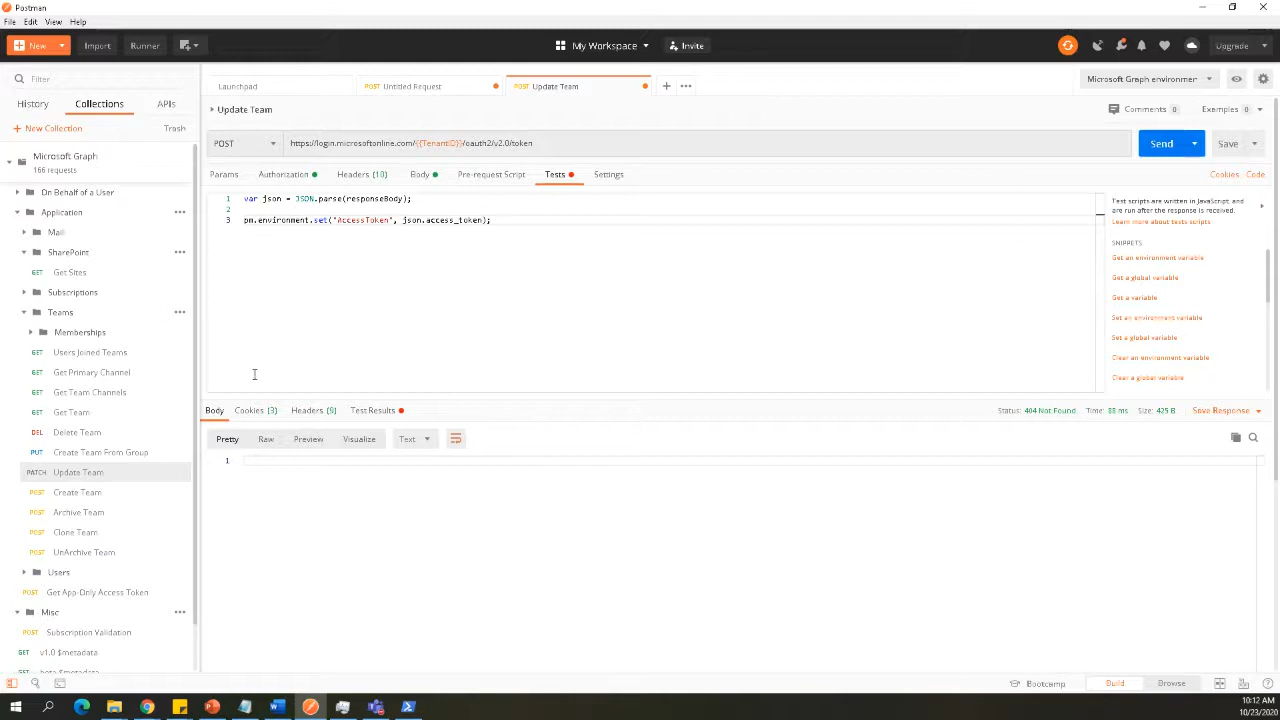 Postman
File Edit View Help
New Import Runner My Workspace Invite Upgrade
Filter
History Collections APIs
New Collection Trash
Microsoft Graph
166 requests
On Behalf of a User
Application
Mail
SharePoint
GET Get Sites
Subscriptions
Teams
Memberships
GET Users Joined Teams
GET Get Primary Channel
GET Get Team Channels
GET Get Team
DEL Delete Team
PUT Create Team From Group
PATCH Update Team
POST Create Team
POST Archive Team
POST Clone Team
POST UnArchive Team
Users
POST Get App-Only Access Token
Misc
POST Subscription Validation
GET v1.0 $metadata
GET beta $metadata
Launchpad POST Untitled Request POST Update Team
Microsoft Graph environmer
Update Team Comments 0 Examples 0
POST https://login.microsoftonline.com/{{TenantID}}/oauth2/v2.0/token Send Save
Params Authorization Headers (10) Body Pre-request Script Tests Settings Cookies Code
1 var json = JSON.parse(responseBody);
2
3 pm.environment.set("AccessToken", json.access_token);
Test scripts are written in JavaScript, and
are run after the response is received.
Learn more about tests scripts
SNIPPETS
Get an environment variable
Get a global variable
Get a variable
Set an environment variable
Set a global variable
Clear an environment variable
Clear a global variable
Body Cookies (3) Headers (9) Test Results Status: 404 Not Found Time: 88 ms Size: 425 B Save Response
Pretty Raw Preview Visualize Text
1
Bootcamp Build Browse
10:12 AM
10/23/2020